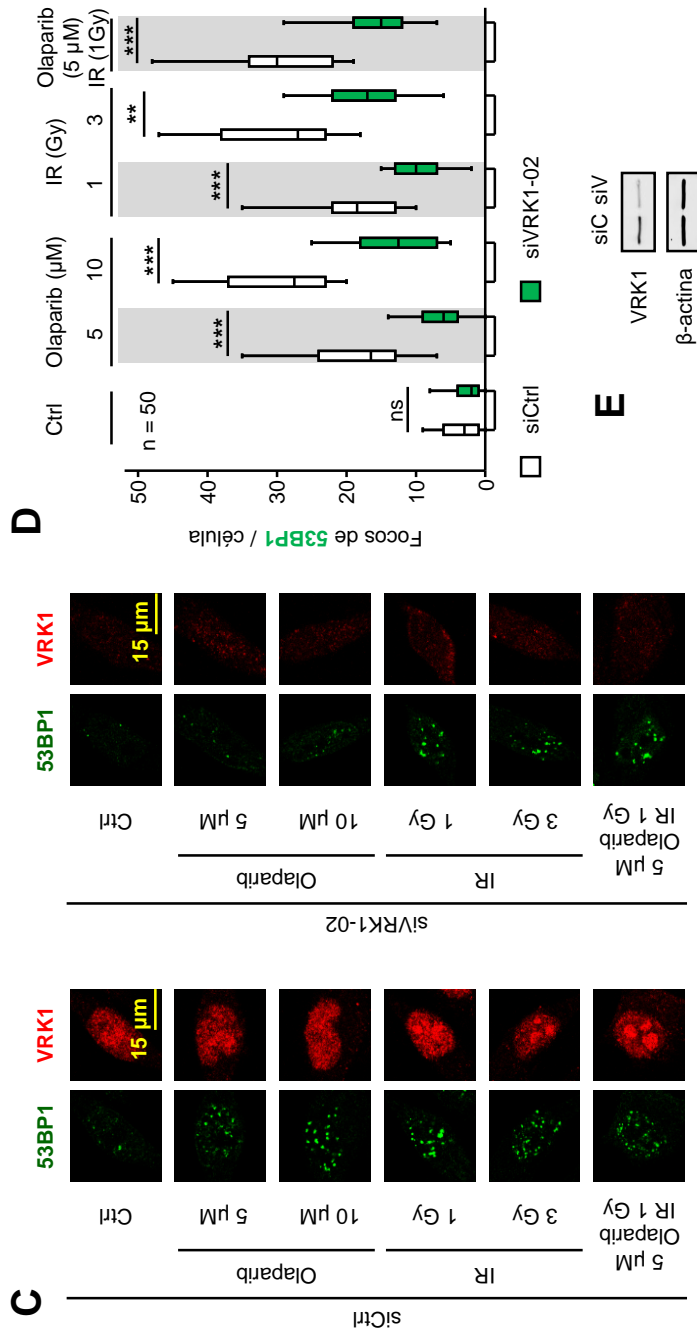 C
siCtrl
53BP1 VRK1
Ctrl
15 µm
Olaparib
5 µM
10 µM
IR
1 Gy
3 Gy
5 µM
Olaparib
IR 1 Gy
siVRK1-02
53BP1 VRK1
Ctrl
15 µm
Olaparib
5 µM
10 µM
IR
1 Gy
3 Gy
5 µM
Olaparib
IR 1 Gy
D
Focos de 53BP1 / célula
50
40
30
20
10
0
n = 50
Ctrl
Olaparib (µM)
5 10
IR (Gy)
1 3
Olaparib
(5 µM)
IR (1Gy)
ns
***
***
***
**
***
siCtrl siVRK1-02
E
siC siV
VRK1
β-actina